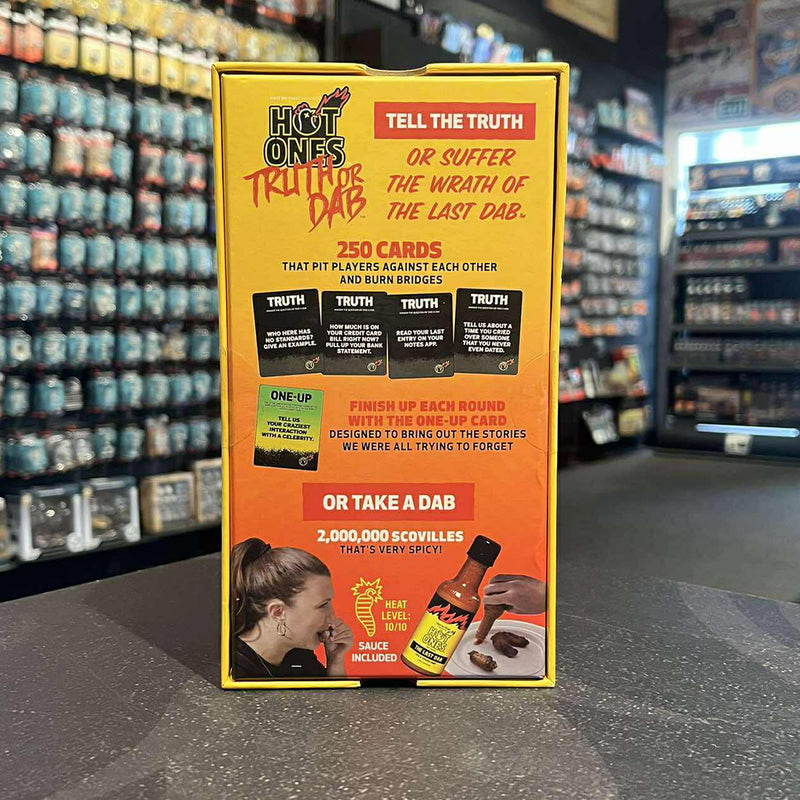 HOT
ONES
TRUTH OR
DAB
TELL THE TRUTH
OR SUFFER
THE WRATH OF
THE LAST DAB™
250 CARDS
THAT PIT PLAYERS AGAINST EACH OTHER
AND BURN BRIDGES
TRUTH
WHO HERE HAS
NO STANDARDS?
GIVE AN EXAMPLE.
TRUTH
HOW MUCH IS ON
YOUR CREDIT CARD
BILL RIGHT NOW?
PULL UP YOUR BANK
STATEMENT.
TRUTH
READ YOUR LAST
ENTRY ON YOUR
NOTES APP.
TRUTH
TELL US ABOUT A
TIME YOU CRIED
OVER SOMEONE
THAT YOU NEVER
EVEN DATED.
ONE-UP
TELL US
YOUR CRAZIEST
INTERACTION
WITH A CELEBRITY.
FINISH UP EACH ROUND
WITH THE ONE-UP CARD
DESIGNED TO BRING OUT THE STORIES
WE WERE ALL TRYING TO FORGET
OR TAKE A DAB
2,000,000 SCOVILLES
THAT'S VERY SPICY!
HEAT
LEVEL:
10/10
SAUCE
INCLUDED
HOT
ONES
THE LAST DAB